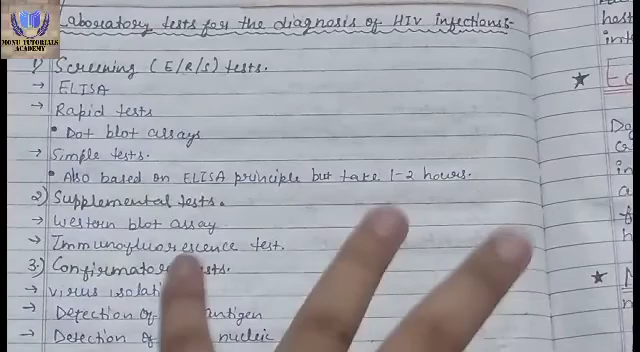 MONU TUTORIALS
ACADEMY
Laboratory tests for the diagnosis of HIV infections:-
1) Screening (E/R/S) tests.
→ ELISA
→ Rapid tests
• Dot blot assays
→ Simple tests.
• Also based on ELISA principle but take 1-2 hours.
2) Supplemental tests.
→ Western blot assay
→ Immunofluorescence test.
3.) Confirmatory tests.
→ virus
→ Detection of antigen
→ Detection of nucleic